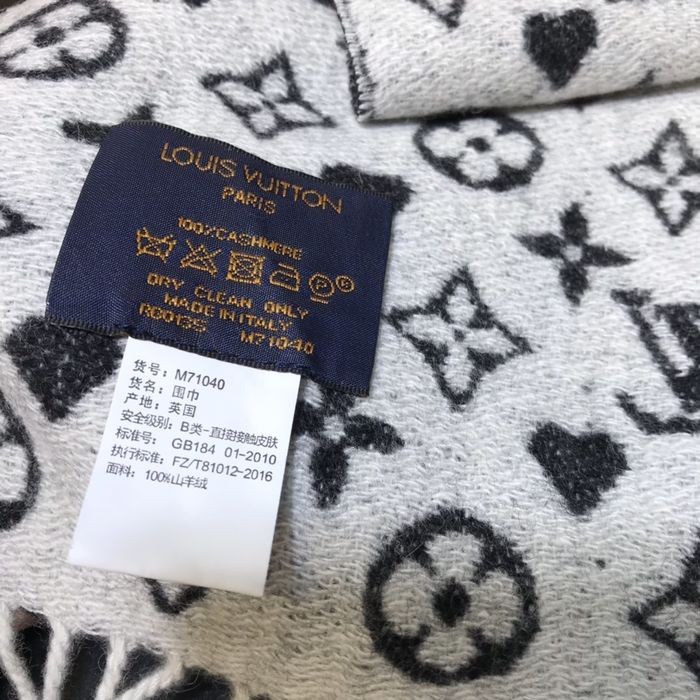 LOUIS VUITTON
PARIS
100%CASHMERE
DRY CLEAN ONLY
MADE IN ITALY
RC0135 M71040
货号: M71040
货名: 围巾
产地: 英国
安全级别: B类-直接接触皮肤
标准号: GB184 01-2010
执行标准: FZ/T81012-2016
面料: 100%山羊绒